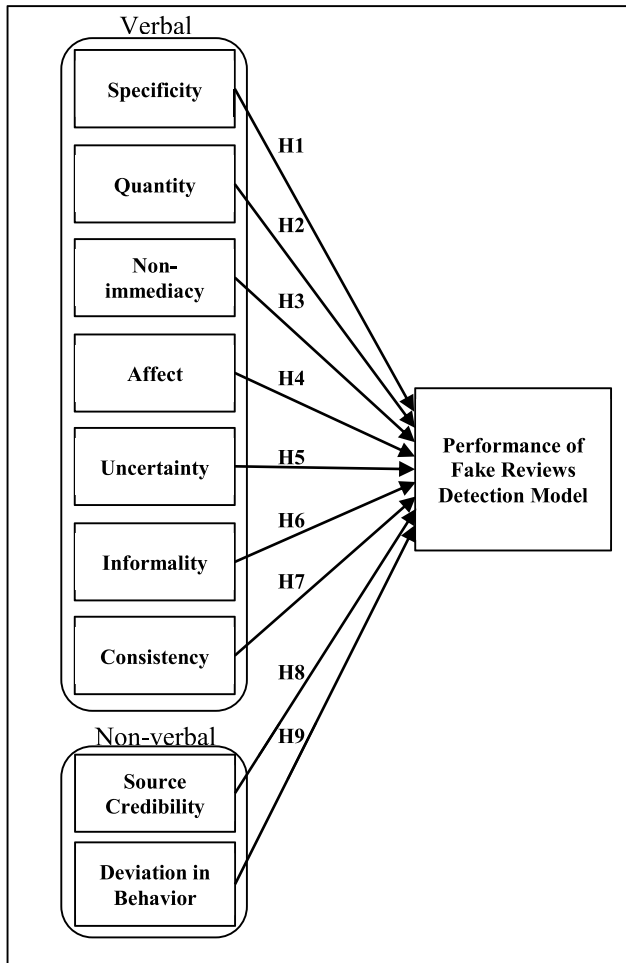 Verbal
Specificity
Quantity
Non-
immediacy
Affect
Uncertainty
Informality
Consistency
Non-verbal
Source
Credibility
Deviation in
Behavior
H1
H2
H3
H4
H5
H6
H7
H8
H9
Performance of
Fake Reviews
Detection Model